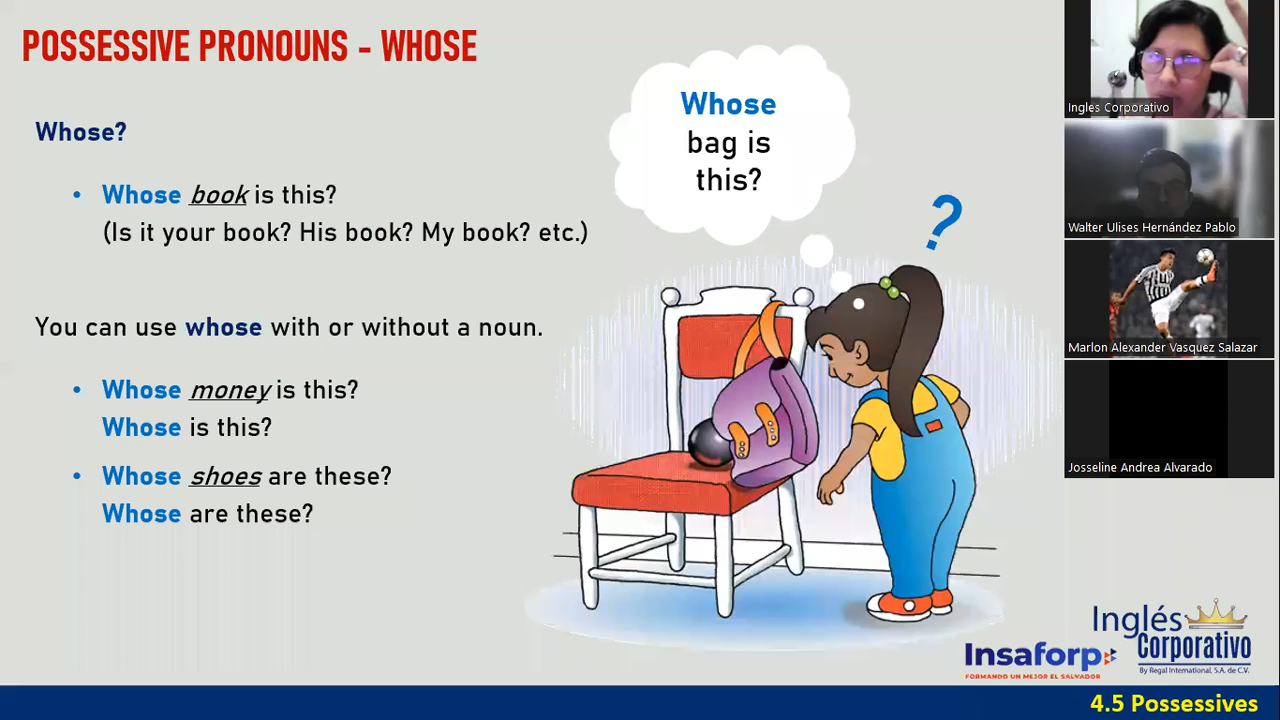 POSSESSIVE PRONOUNS - WHOSE
Whose?
• Whose book is this?
(Is it your book? His book? My book? etc.)
You can use whose with or without a noun.
• Whose money is this?
Whose is this?
• Whose shoes are these?
Whose are these?
Whose
bag is
this?
?
Ingles Corporativo
Walter Ulises Hernández Pablo
Marlon Alexander Vasquez Salazar
Josseline Andrea Alvarado
Insaforp
FORMANDO UN MEJOR EL SALVADOR
Inglés
Corporativo
By Regal International, S.A. de C.V.
4.5 Possessives